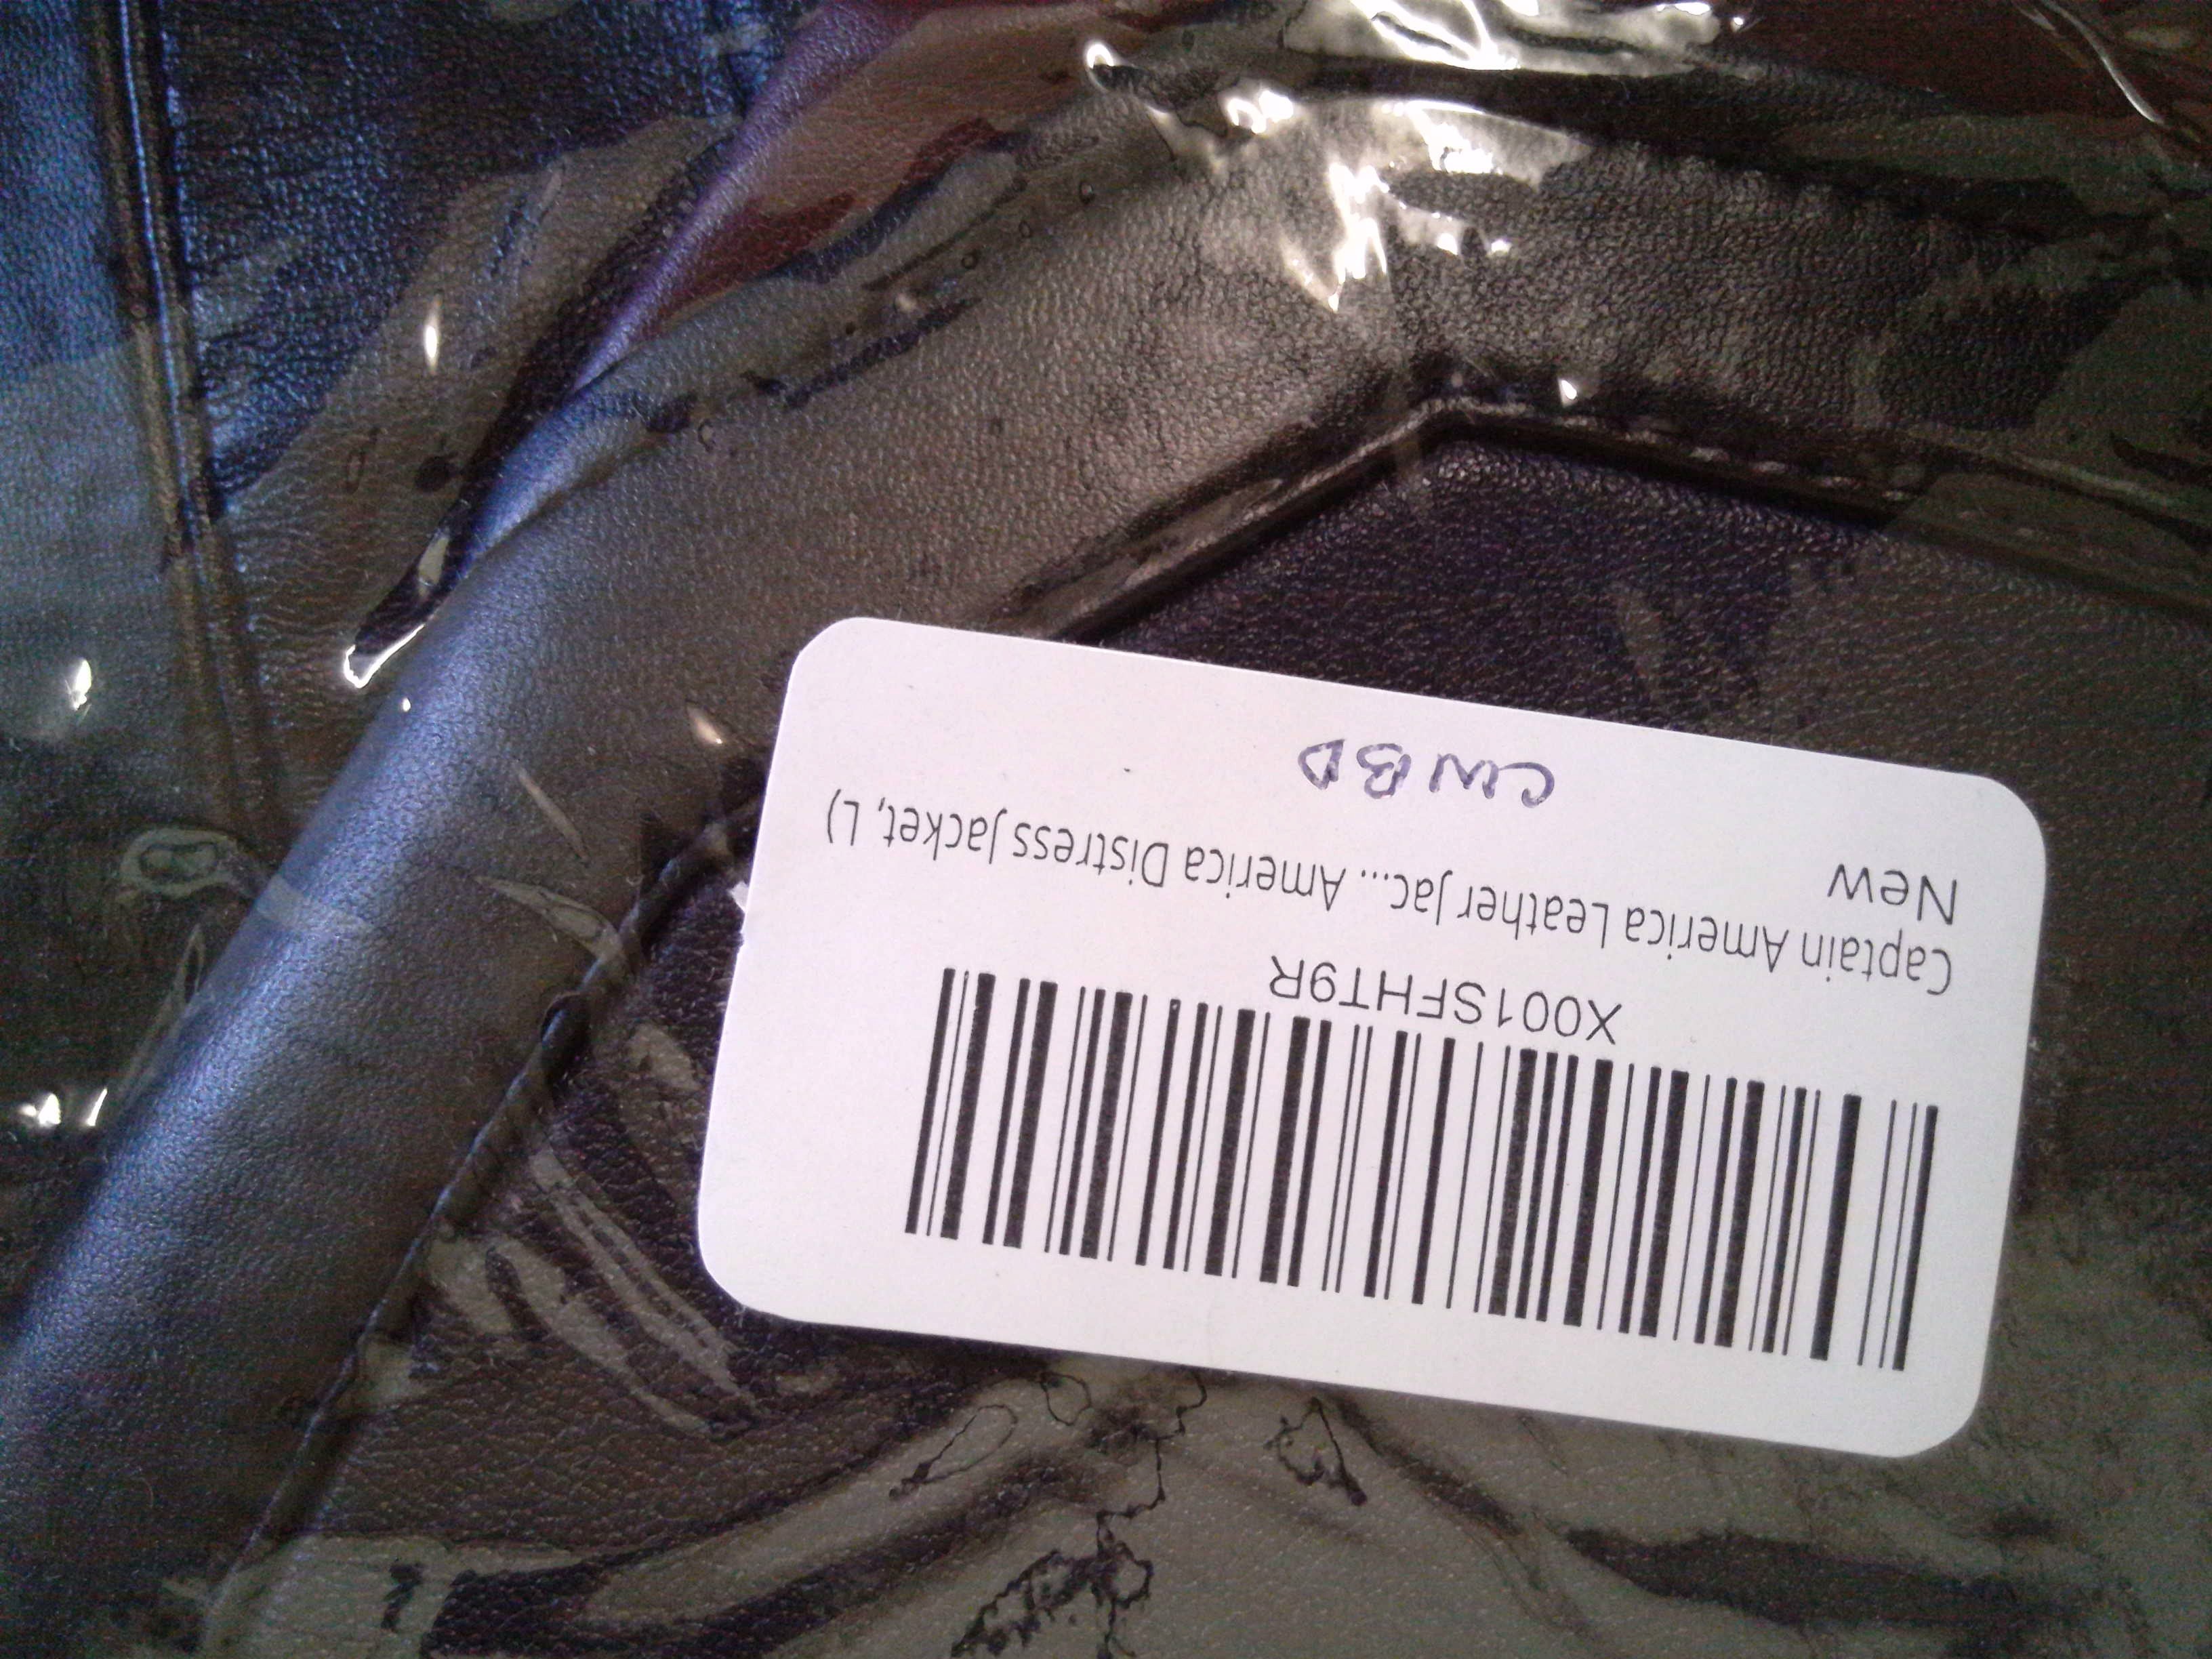 X001SFHT9R
Captain America Leather Jac... America Distress Jacket, L)
New
CWBD